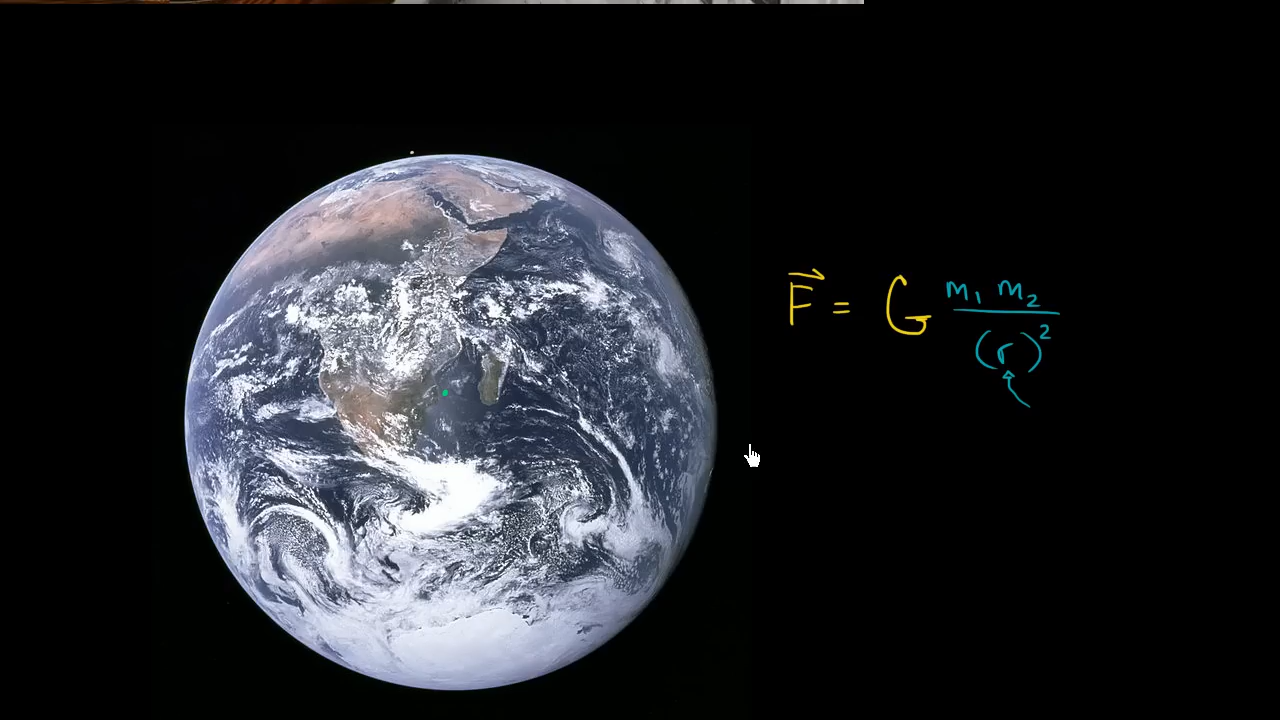 F⃗ = G m₁ m₂ / (r)²